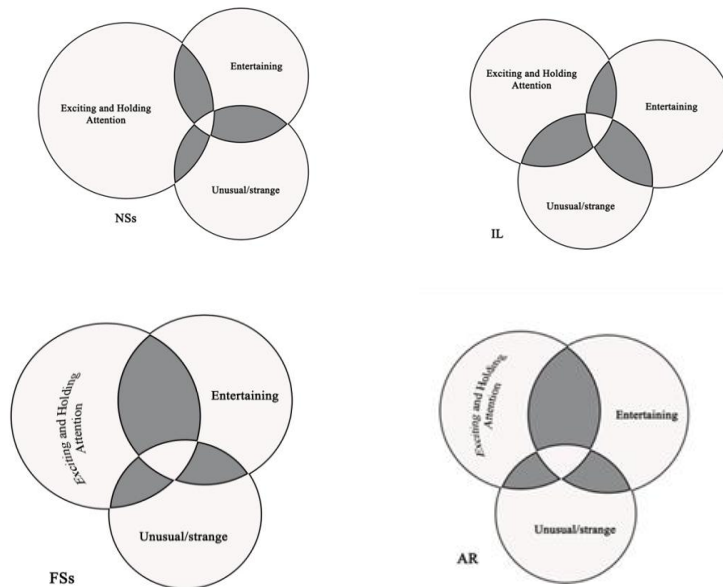 Entertaining
Exciting and Holding
Attention
Unusual/strange
NSs
Exciting and Holding
Attention
Entertaining
Unusual/strange
IL
Exciting and Holding
Attention
Entertaining
Unusual/strange
FSs
Exciting and Holding
Attention
Entertaining
Unusual/strange
AR